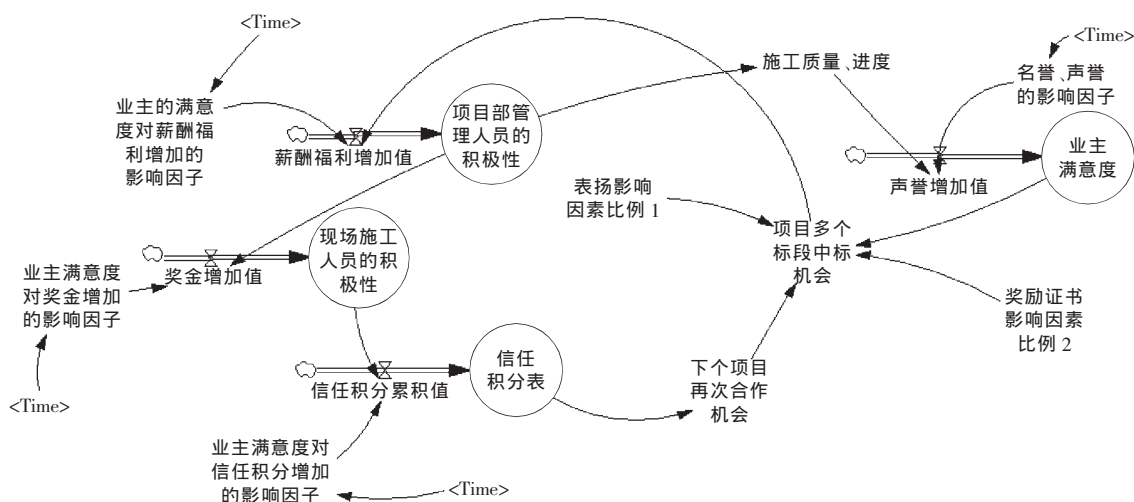 <Time>
业主的满意
度对薪酬福
利增加的
影响因子
薪酬福利增加值
项目部管
理人员的
积极性
施工质量、进度
<Time>
名誉、声誉
的影响因子
声誉增加值
业主
满意度
表扬影响
因素比例 1
项目多个
标段中标
机会
奖励证书
影响因素
比例 2
业主满意度
对奖金增加
的影响因子
奖金增加值
现场施工
人员的积
极性
<Time>
信任积分累积值
信任
积分表
下个项目
再次合作
机会
业主满意度对
信任积分增加
的影响因子
<Time>